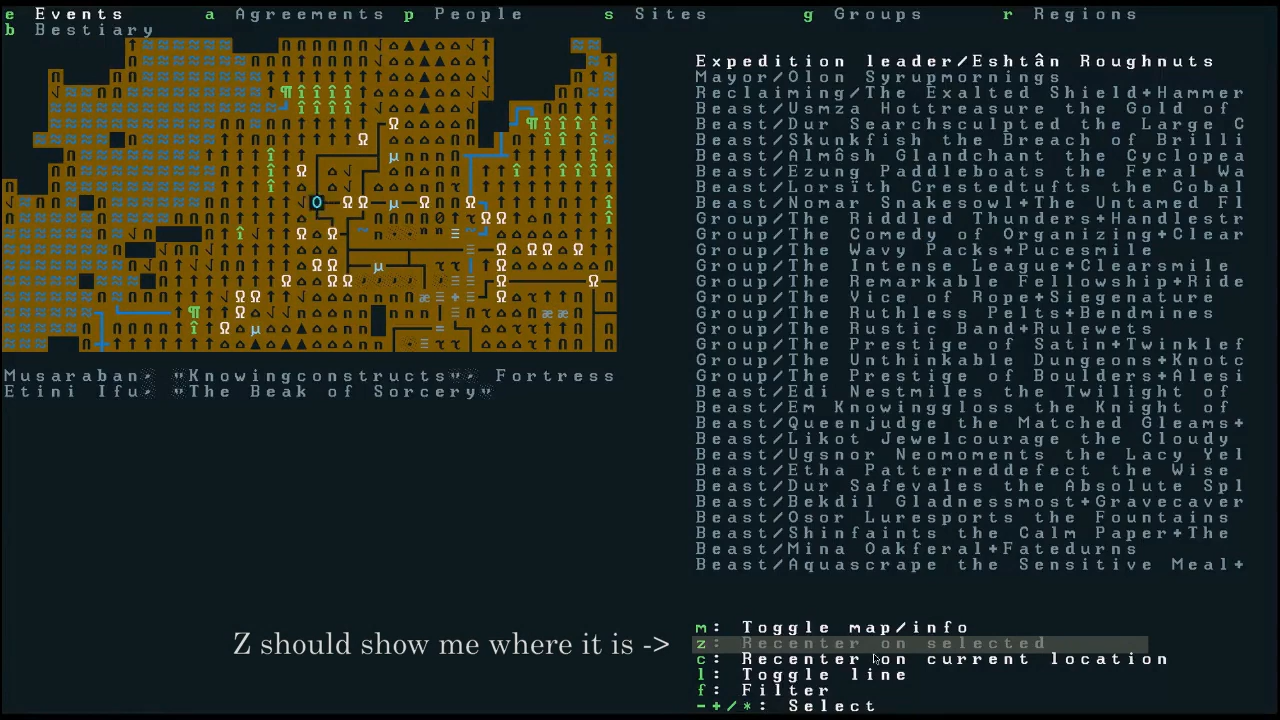 e Events a Agreements p People s Sites g Groups r Regions
b Bestiary
Expedition leader/Eshtân Roughnuts
Mayor/Olon Syrupmornings
Reclaiming/The Exalted Shield+Hammer
Beast/Usmza Hottreasure the Gold of
Beast/Dur Searchsculpted the Large C
Beast/Skunkfish the Breach of Brilli
Beast/Almôsh Glandchant the Cyclopea
Beast/Ezung Paddleboats the Feral Wa
Beast/Lorsïth Crestedtufts the Cobal
Beast/Nomar Snakesowl+The Untamed Fl
Group/The Riddled Thunders+Handlestr
Group/The Comedy of Organizing+Clear
Group/The Wavy Packs+Pucesmile
Group/The Intense League+Clearsmile
Group/The Remarkable Fellowship+Ride
Group/The Vice of Rope+Siegenature
Group/The Ruthless Pelts+Bendmines
Group/The Rustic Band+Rulewets
Group/The Prestige of Satin+Twinklef
Group/The Unthinkable Dungeons+Knotc
Group/The Prestige of Boulders+Alesi
Beast/Edi Nestmiles the Twilight of
Beast/Em Knowinggloss the Knight of
Beast/Queenjudge the Matched Gleams+
Beast/Likot Jewelcourage the Cloudy
Beast/Ugsnor Neomoments the Lacy Yel
Beast/Etha Patterneddefect the Wise
Beast/Dur Safevales the Absolute Spl
Beast/Bekdil Gladnessmost+Gravecaver
Beast/Osor Luresports the Fountains
Beast/Shinfaints the Calm Paper+The
Beast/Mina Oakferal+Fatedurns
Beast/Aquascrape the Sensitive Meal+
Musaraban, "Knowingconstructs", Fortress
Etini Ifu, "The Beak of Sorcery"
Z should show me where it is ->
m: Toggle map/info
z: Recenter on selected
c: Recenter on current location
l: Toggle line
f: Filter
-+/*: Select